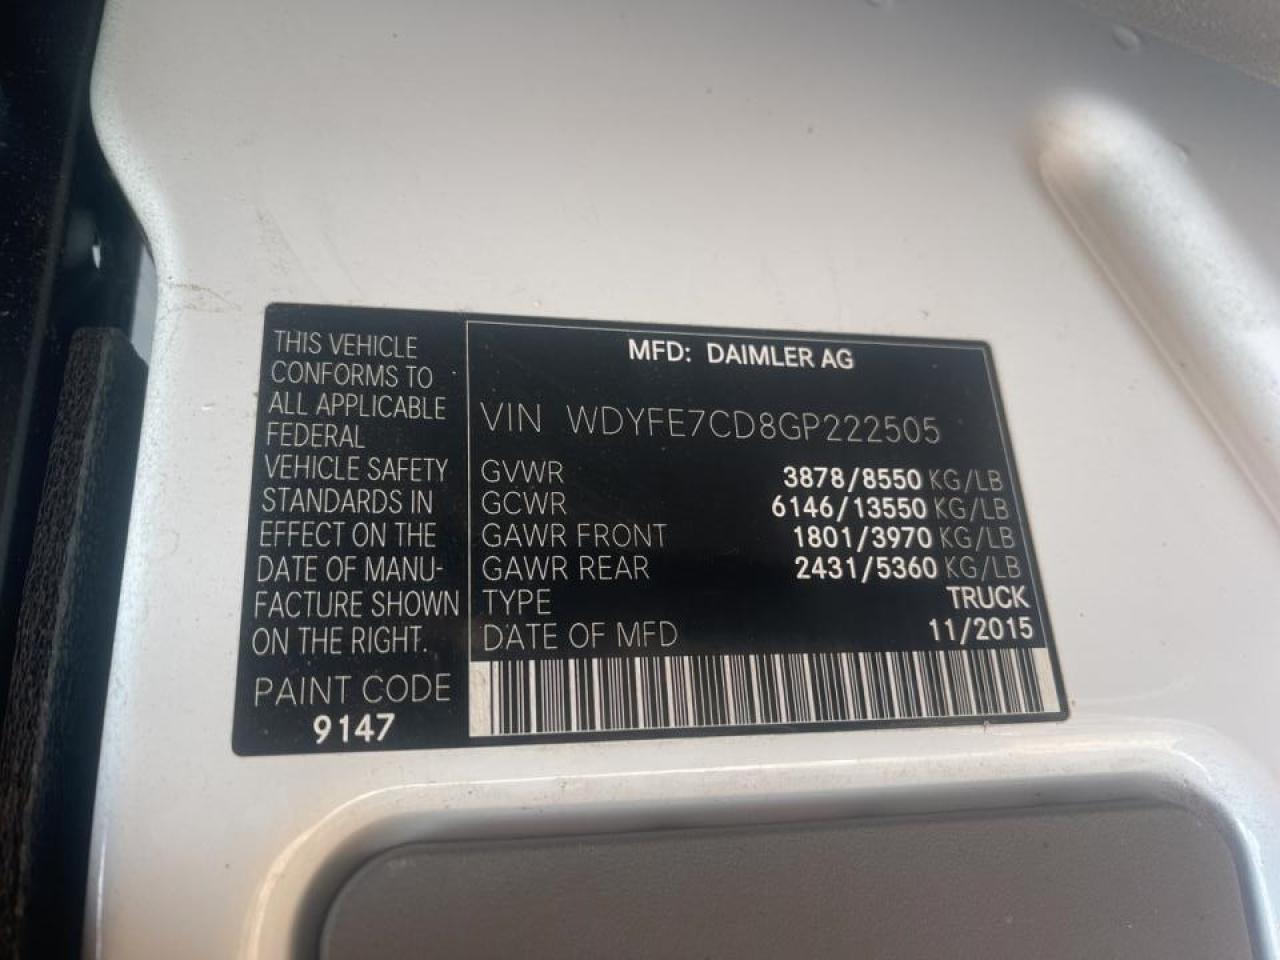 THIS VEHICLE
CONFORMS TO
ALL APPLICABLE
FEDERAL
VEHICLE SAFETY
STANDARDS IN
EFFECT ON THE
DATE OF MANU-
FACTURE SHOWN
ON THE RIGHT.
PAINT CODE
9147
MFD: DAIMLER AG
VIN WDYFE7CD8GP222505
GVWR 3878/8550 KG/LB
GCWR 6146/13550 KG/LB
GAWR FRONT 1801/3970 KG/LB
GAWR REAR 2431/5360 KG/LB
TYPE TRUCK
DATE OF MFD 11/2015